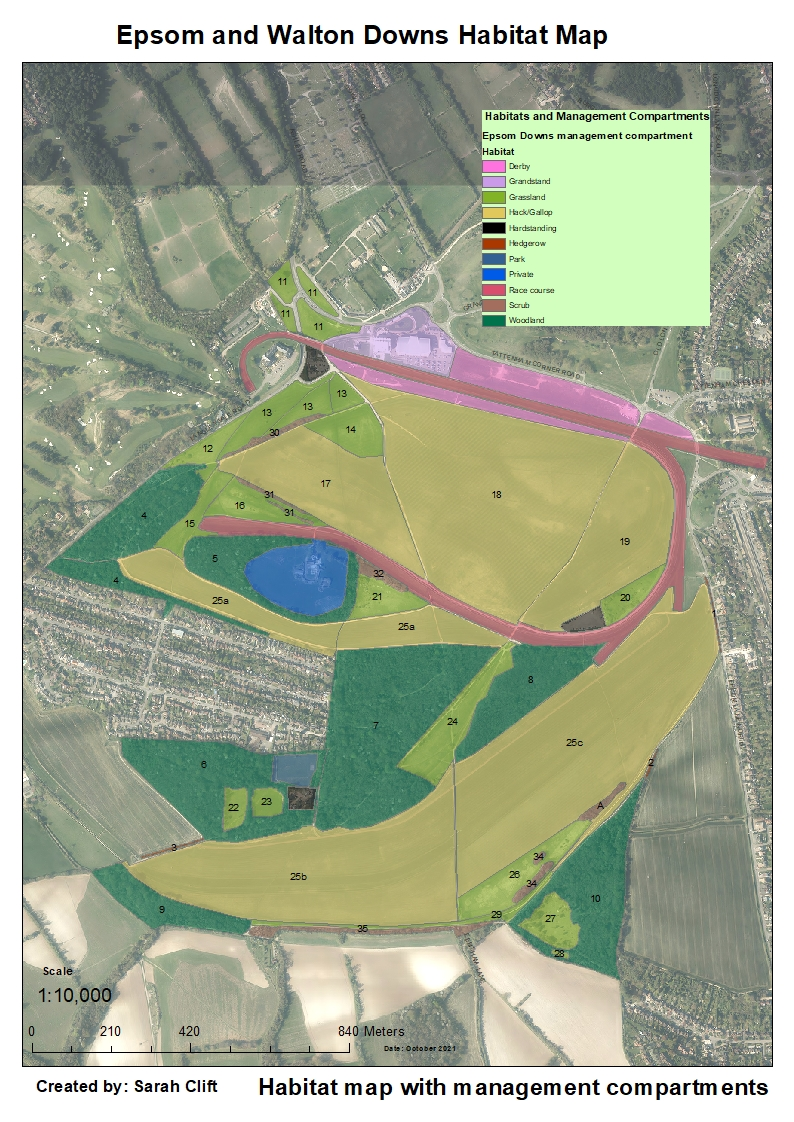 Epsom and Walton Downs Habitat Map
Habitats and Management Compartments
Epsom Downs management compartment
Habitat
Derby
Grandstand
Grassland
Hack/Gallop
Hardstanding
Hedgerow
Park
Private
Race course
Scrub
Woodland
11
11
11
11
TATTENHAM CORNER ROAD
13
13
13
12
30
14
17
18
31
16
31
15
4
5
19
32
21
20
4
25a
25a
1
8
7
24
25c
6
2
22
23
A
3
34
25b
26
34
10
9
29
27
35
28
Scale
1:10,000
0 210 420 840 Meters
Date: October 2021
Created by: Sarah Clift
Habitat map with management compartments